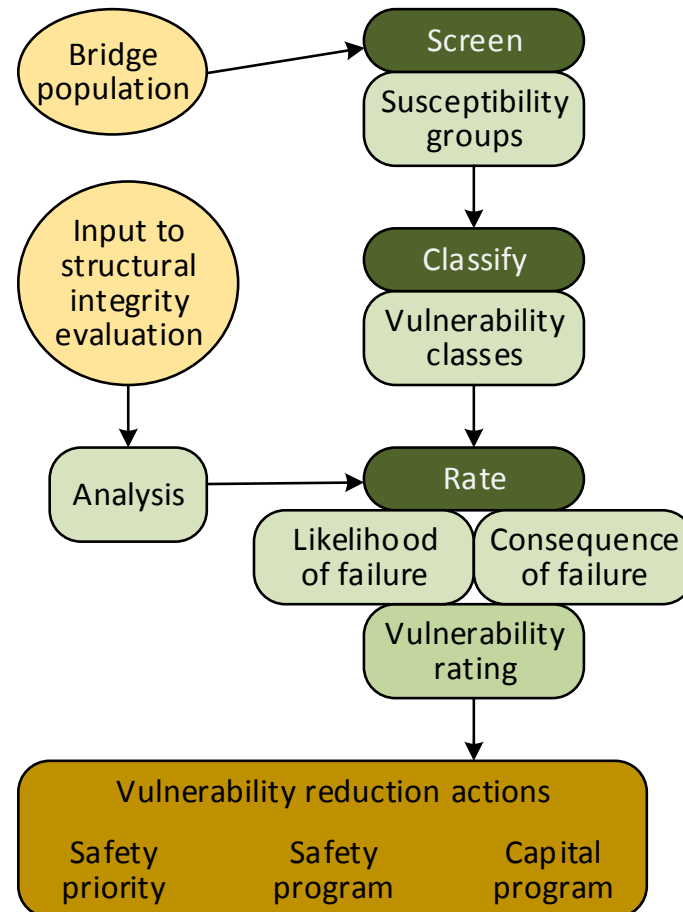 Bridge
population
Screen
Susceptibility
groups
Input to
structural
integrity
evaluation
Classify
Vulnerability
classes
Analysis
Rate
Likelihood
of failure
Consequence
of failure
Vulnerability
rating
Vulnerability reduction actions
Safety
priority
Safety
program
Capital
program